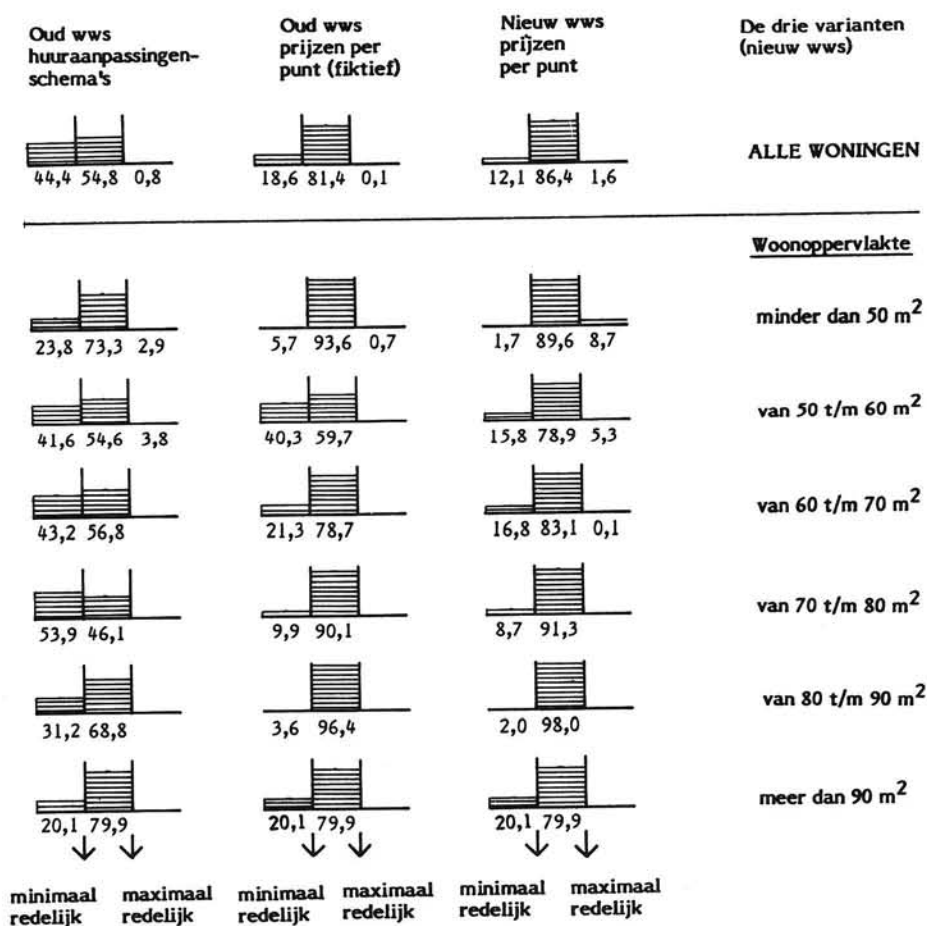 Oud wws
huuraanpassingen-
schema's
Oud wws
prijzen per
punt (fiktief)
Nieuw wws
prijzen
per punt
De drie varianten
(nieuw wws)
44,4 54,8 0,8
18,6 81,4 0,1
12,1 86,4 1,6
ALLE WONINGEN
Woonoppervlakte
23,8 73,3 2,9
5,7 93,6 0,7
1,7 89,6 8,7
minder dan 50 m²
41,6 54,6 3,8
40,3 59,7
15,8 78,9 5,3
van 50 t/m 60 m²
43,2 56,8
21,3 78,7
16,8 83,1 0,1
van 60 t/m 70 m²
53,9 46,1
9,9 90,1
8,7 91,3
van 70 t/m 80 m²
31,2 68,8
3,6 96,4
2,0 98,0
van 80 t/m 90 m²
20,1 79,9
20,1 79,9
20,1 79,9
meer dan 90 m²
minimaal
redelijk
maximaal
redelijk
minimaal
redelijk
maximaal
redelijk
minimaal
redelijk
maximaal
redelijk